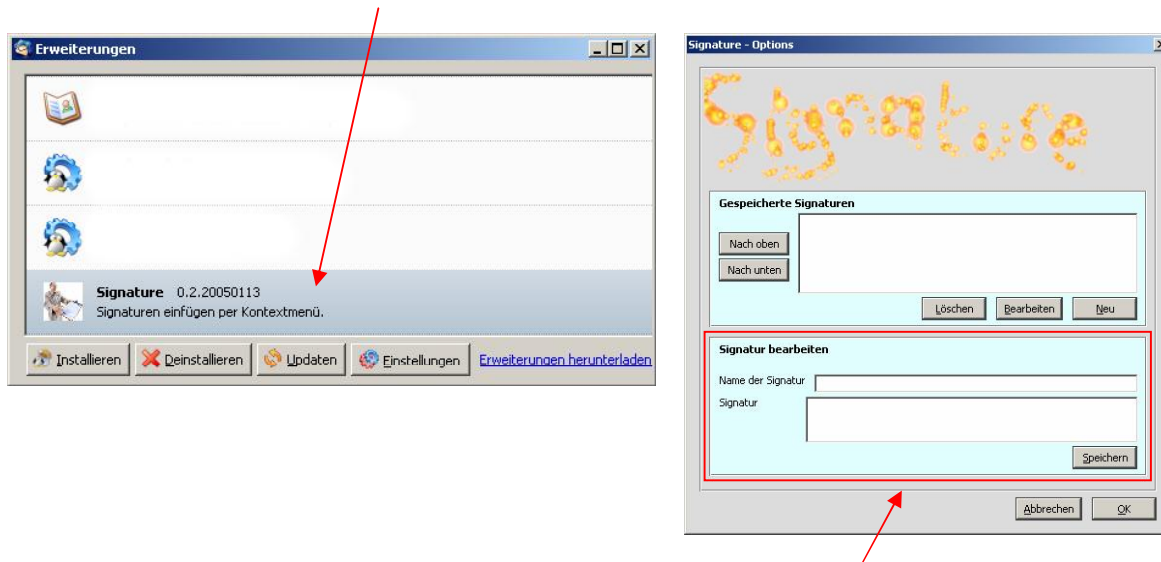 Erweiterungen
Signature 0.2.20050113
Signaturen einfügen per Kontextmenü.
Installieren Deinstallieren Updaten Einstellungen Erweiterungen herunterladen
Signature - Options
Signature
Gespeicherte Signaturen
Nach oben
Nach unten
Löschen Bearbeiten Neu
Signatur bearbeiten
Name der Signatur
Signatur
Speichern
Abbrechen OK